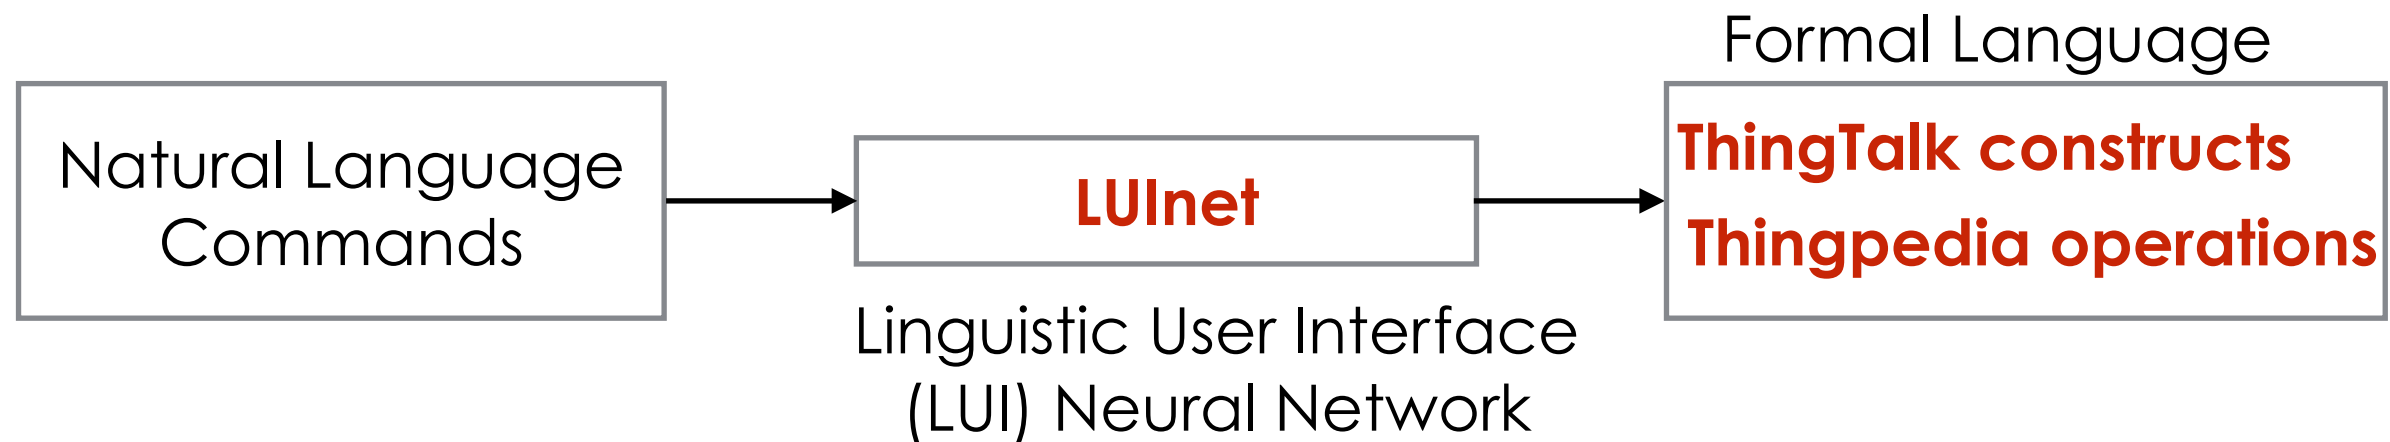 Natural Language
Commands
LUInet
Linguistic User Interface
(LUI) Neural Network
Formal Language
ThingTalk constructs
Thingpedia operations